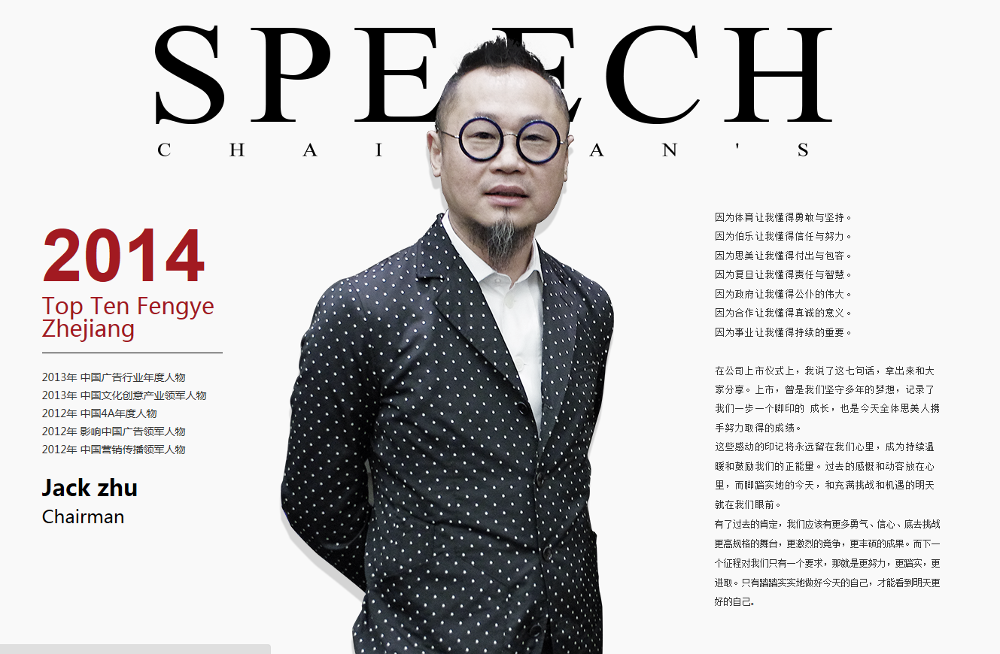 SPEECH
CHAI AN'S
2014
Top Ten Fengye
Zhejiang
2013年 中国广告行业年度人物
2013年 中国文化创意产业领军人物
2012年 中国4A年度人物
2012年 影响中国广告领军人物
2012年 中国营销传播领军人物
Jack zhu
Chairman
因为体育让我懂得勇敢与坚持。
因为伯乐让我懂得信任与努力。
因为思美让我懂得付出与包容。
因为复旦让我懂得责任与智慧。
因为政府让我懂得公仆的伟大。
因为合作让我懂得真诚的意义。
因为事业让我懂得持续的重要。
在公司上市仪式上，我说了这七句话，拿出来和大
家分享。上市，曾是我们坚守多年的梦想，记录了
我们一步一个脚印的 成长，也是今天全体思美人携
手努力取得的成绩。
这些感动的印记将永远留在我们心里，成为持续温
暖和鼓励我们的正能量。过去的感慨和动容放在心
里，而脚踏实地的今天，和充满挑战和机遇的明天
就在我们眼前。
有了过去的肯定，我们应该有更多勇气、信心、底去挑战
更高规格的舞台，更激烈的竞争，更丰硕的成果。而下一
个征程对我们只有一个要求，那就是更努力，更踏实，更
进取。只有踏踏实实地做好今天的自己，才能看到明天更
好的自己。